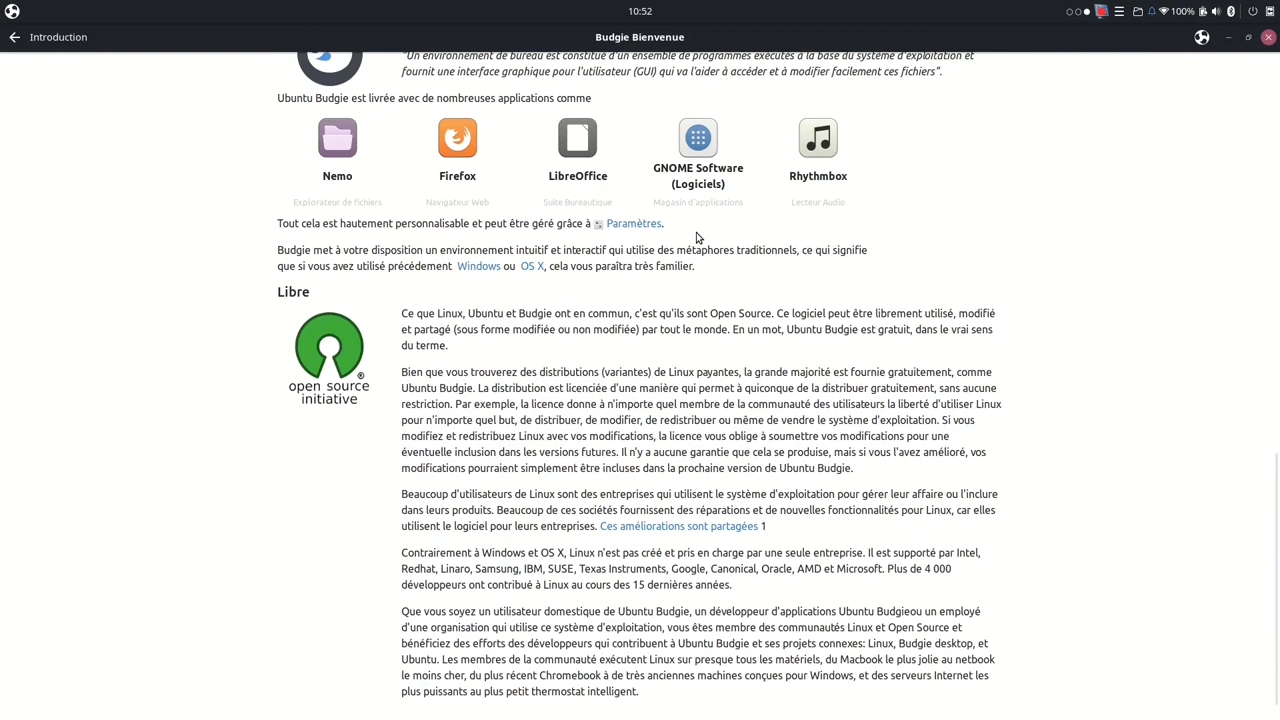 10:52
100%
Introduction
Budgie Bienvenue
"Un environnement de bureau est constitué d'un ensemble de programmes exécutés à la base du système d'exploitation et
fournit une interface graphique pour l'utilisateur (GUI) qui va l'aider à accéder et à modifier facilement ces fichiers".
Ubuntu Budgie est livrée avec de nombreuses applications comme
Nemo
Firefox
LibreOffice
GNOME Software
(Logiciels)
Rhythmbox
Explorateur de fichiers
Navigateur Web
Suite Bureautique
Magasin d'applications
Lecteur Audio
Tout cela est hautement personnalisable et peut être géré grâce à Paramètres.
Budgie met à votre disposition un environnement intuitif et interactif qui utilise des métaphores traditionnels, ce qui signifie
que si vous avez utilisé précédement Windows ou OS X, cela vous paraîtra très familier.
Libre
open source
initiative
®
Ce que Linux, Ubuntu et Budgie ont en commun, c'est qu'ils sont Open Source. Ce logiciel peut être librement utilisé, modifié
et partagé (sous forme modifiée ou non modifiée) par tout le monde. En un mot, Ubuntu Budgie est gratuit, dans le vrai sens
du terme.
Bien que vous trouverez des distributions (variantes) de Linux payantes, la grande majorité est fournie gratuitement, comme
Ubuntu Budgie. La distribution est licenciée d'une manière qui permet à quiconque de la distribuer gratuitement, sans aucune
restriction. Par exemple, la licence donne à n'importe quel membre de la communauté des utilisateurs la liberté d'utiliser Linux
pour n'importe quel but, de distribuer, de modifier, de redistribuer ou même de vendre le système d'exploitation. Si vous
modifiez et redistribuez Linux avec vos modifications, la licence vous oblige à soumettre vos modifications pour une
éventuelle inclusion dans les versions futures. Il n'y a aucune garantie que cela se produise, mais si vous l'avez amélioré, vos
modifications pourraient simplement être incluses dans la prochaine version de Ubuntu Budgie.
Beaucoup d'utilisateurs de Linux sont des entreprises qui utilisent le système d'exploitation pour gérer leur affaire ou l'inclure
dans leurs produits. Beaucoup de ces sociétés fournissent des réparations et de nouvelles fonctionnalités pour Linux, car elles
utilisent le logiciel pour leurs entreprises. Ces améliorations sont partagées 1
Contrairement à Windows et OS X, Linux n'est pas créé et pris en charge par une seule entreprise. Il est supporté par Intel,
Redhat, Linaro, Samsung, IBM, SUSE, Texas Instruments, Google, Canonical, Oracle, AMD et Microsoft. Plus de 4 000
développeurs ont contribué à Linux au cours des 15 dernières années.
Que vous soyez un utilisateur domestique de Ubuntu Budgie, un développeur d'applications Ubuntu Budgieou un employé
d'une organisation qui utilise ce système d'exploitation, vous êtes membre des communautés Linux et Open Source et
bénéficiez des efforts des développeurs qui contribuent à Ubuntu Budgie et ses projets connexes: Linux, Budgie desktop, et
Ubuntu. Les membres de la communauté exécutent Linux sur presque tous les matériels, du Macbook le plus jolie au netbook
le moins cher, du plus récent Chromebook à de très anciennes machines conçues pour Windows, et des serveurs Internet les
plus puissants au plus petit thermostat intelligent.